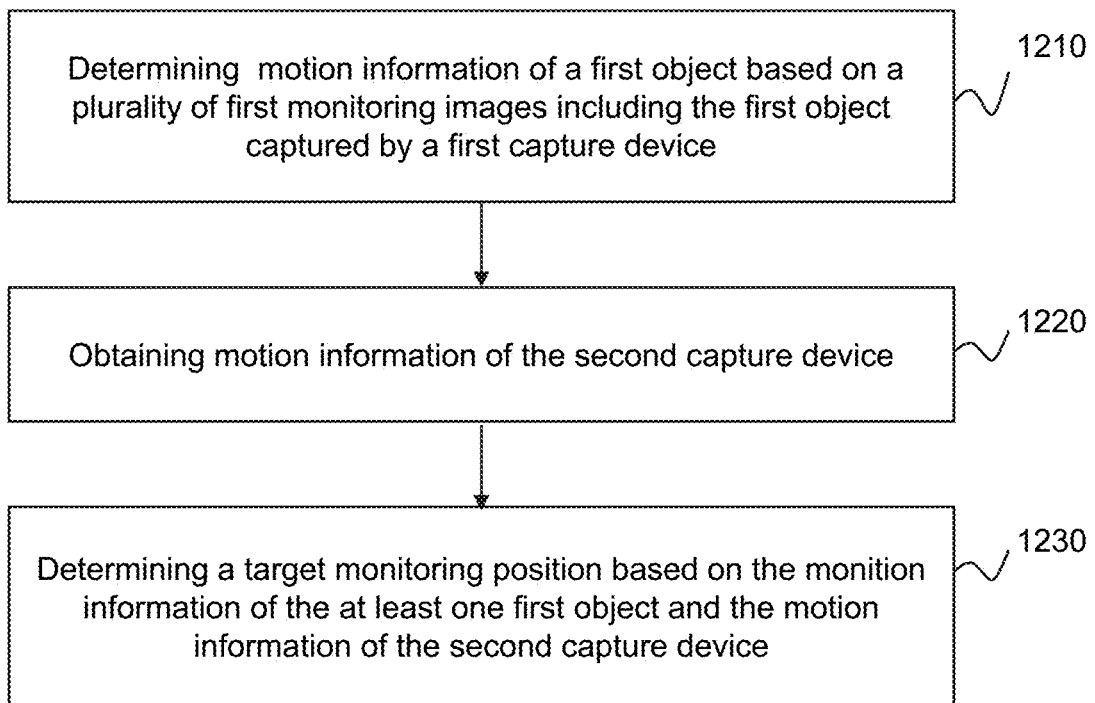 Determining motion information of a first object based on a
plurality of first monitoring images including the first object
captured by a first capture device
1210
Obtaining motion information of the second capture device
1220
Determining a target monitoring position based on the monition
information of the at least one first object and the motion
information of the second capture device
1230